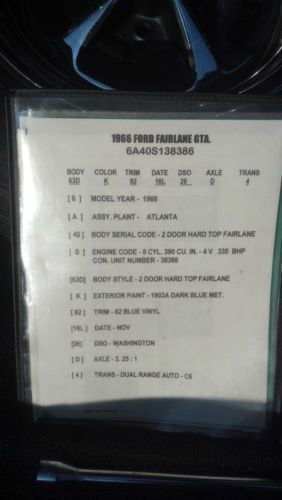 1966 FORD FAIRLANE GTA.
6A40S138386
BODY COLOR TRIM DATE DSO AXLE TRANS
63D K 82 16L 26 D 4
[ 6 ] MODEL YEAR - 1966
[ A ] ASSY. PLANT - ATLANTA
[ 40 ] BODY SERIAL CODE - 2 DOOR HARD TOP FAIRLANE
( S ) ENGINE CODE - 8 CYL. 390 CU. IN. - 4 V 335 BHP
CON. UNIT NUMBER - 38386
[63D] BODY STYLE - 2 DOOR HARD TOP FAIRLANE
[ K ] EXTERIOR PAINT - 1903A DARK BLUE MET.
[ 82 ] TRIM - 82 BLUE VINYL
[16L ] DATE - NOV
[26] DSO - WASHINGTON
[ D ] AXLE - 3. 25 : 1
[ 4 ] TRANS - DUAL RANGE AUTO - C6